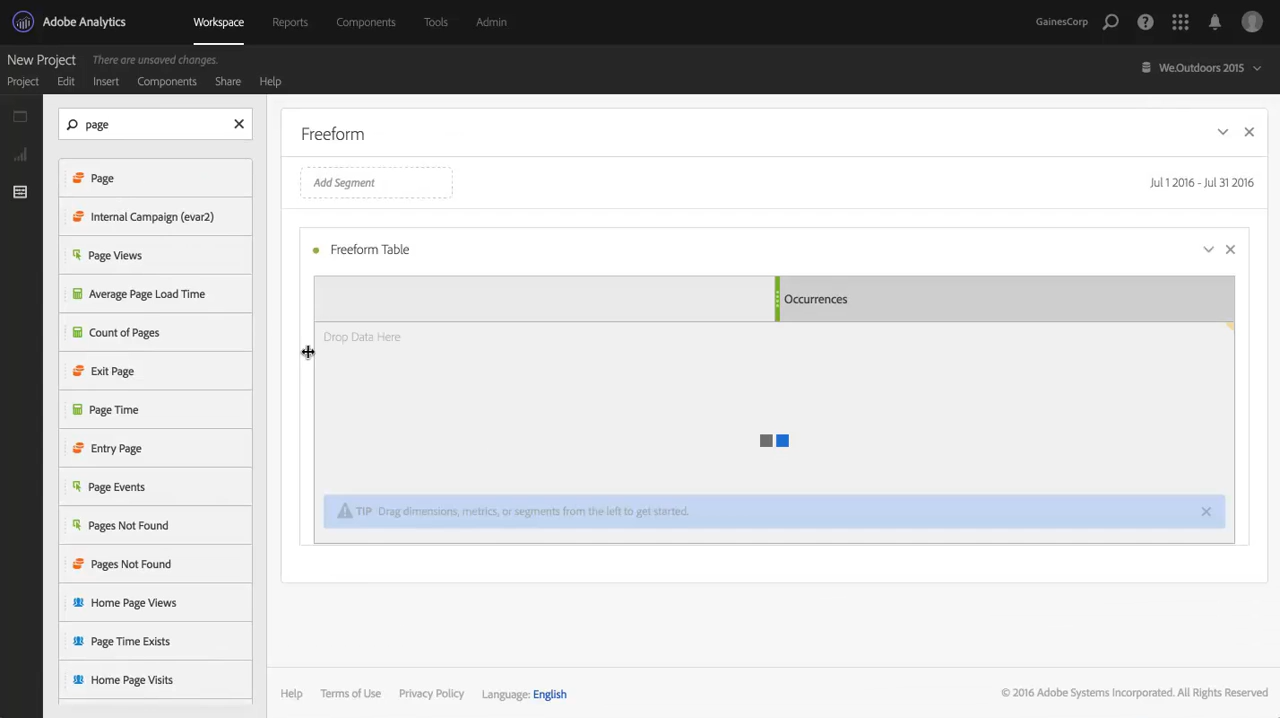 Adobe Analytics
Workspace
Reports
Components
Tools
Admin
GainesCorp
New Project
There are unsaved changes.
Project
Edit
Insert
Components
Share
Help
We.Outdoors 2015
page
Page
Internal Campaign (evar2)
Page Views
Average Page Load Time
Count of Pages
Exit Page
Page Time
Entry Page
Page Events
Pages Not Found
Pages Not Found
Home Page Views
Page Time Exists
Home Page Visits
Freeform
Add Segment
Jul 1 2016 - Jul 31 2016
Freeform Table
Occurrences
Drop Data Here
TIP Drag dimensions, metrics, or segments from the left to get started.
Help
Terms of Use
Privacy Policy
Language: English
© 2016 Adobe Systems Incorporated. All Rights Reserved